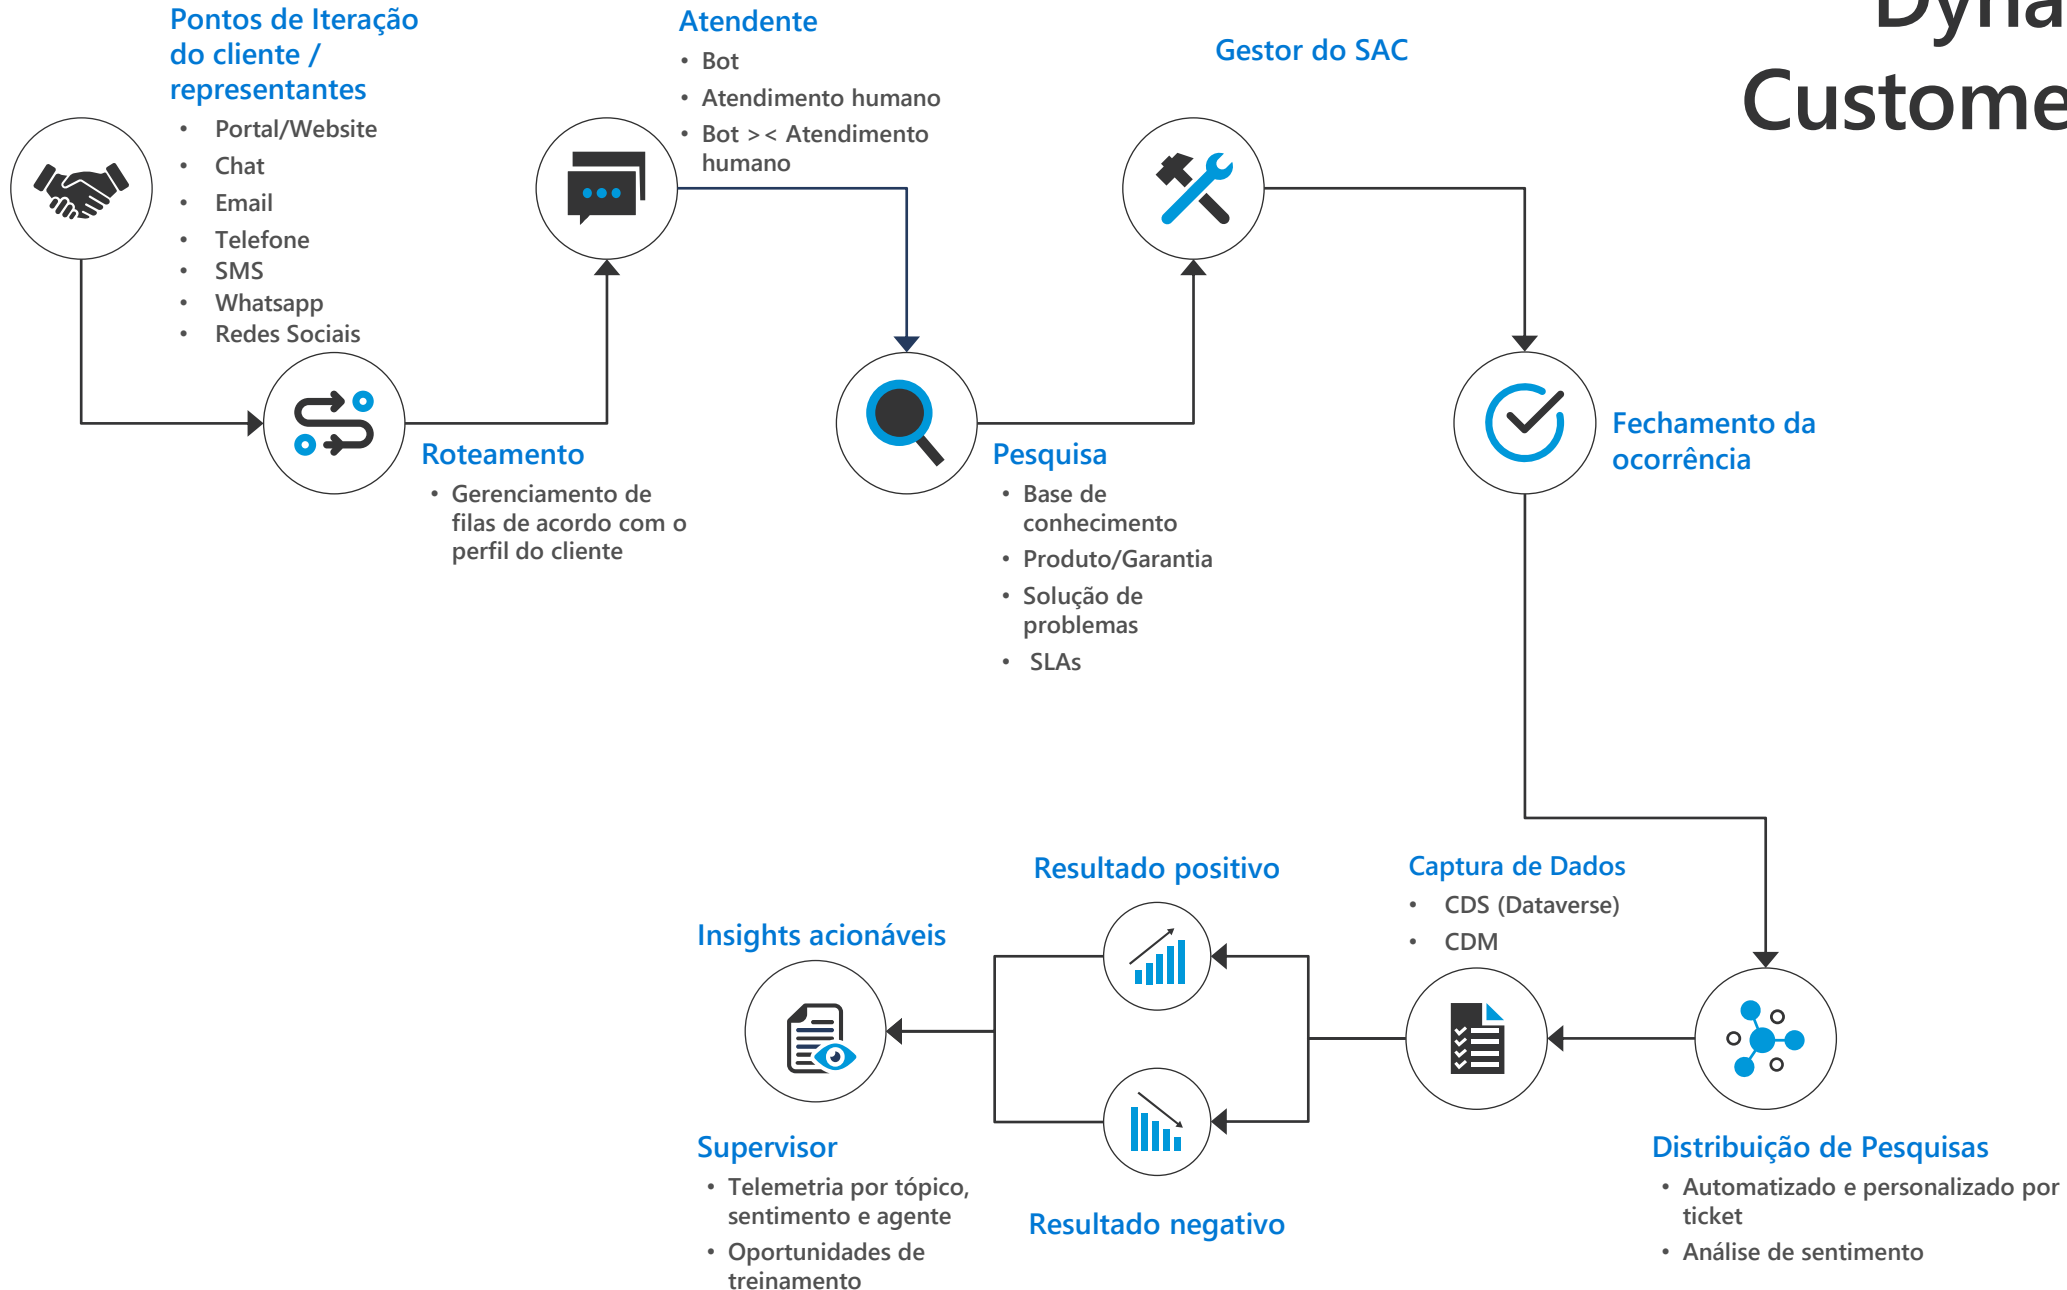 Pontos de Iteração
do cliente /
representantes
• Portal/Website
• Chat
• Email
• Telefone
• SMS
• Whatsapp
• Redes Sociais
Atendente
• Bot
• Atendimento humano
• Bot >< Atendimento
humano
Gestor do SAC
Roteamento
• Gerenciamento de
filas de acordo com o
perfil do cliente
Pesquisa
• Base de
conhecimento
• Produto/Garantia
• Solução de
problemas
• SLAs
Fechamento da
ocorrência
Resultado positivo
Captura de Dados
• CDS (Dataverse)
• CDM
Insights acionáveis
Supervisor
• Telemetria por tópico,
sentimento e agente
• Oportunidades de
treinamento
Resultado negativo
Distribuição de Pesquisas
• Automatizado e personalizado por
ticket
• Análise de sentimento